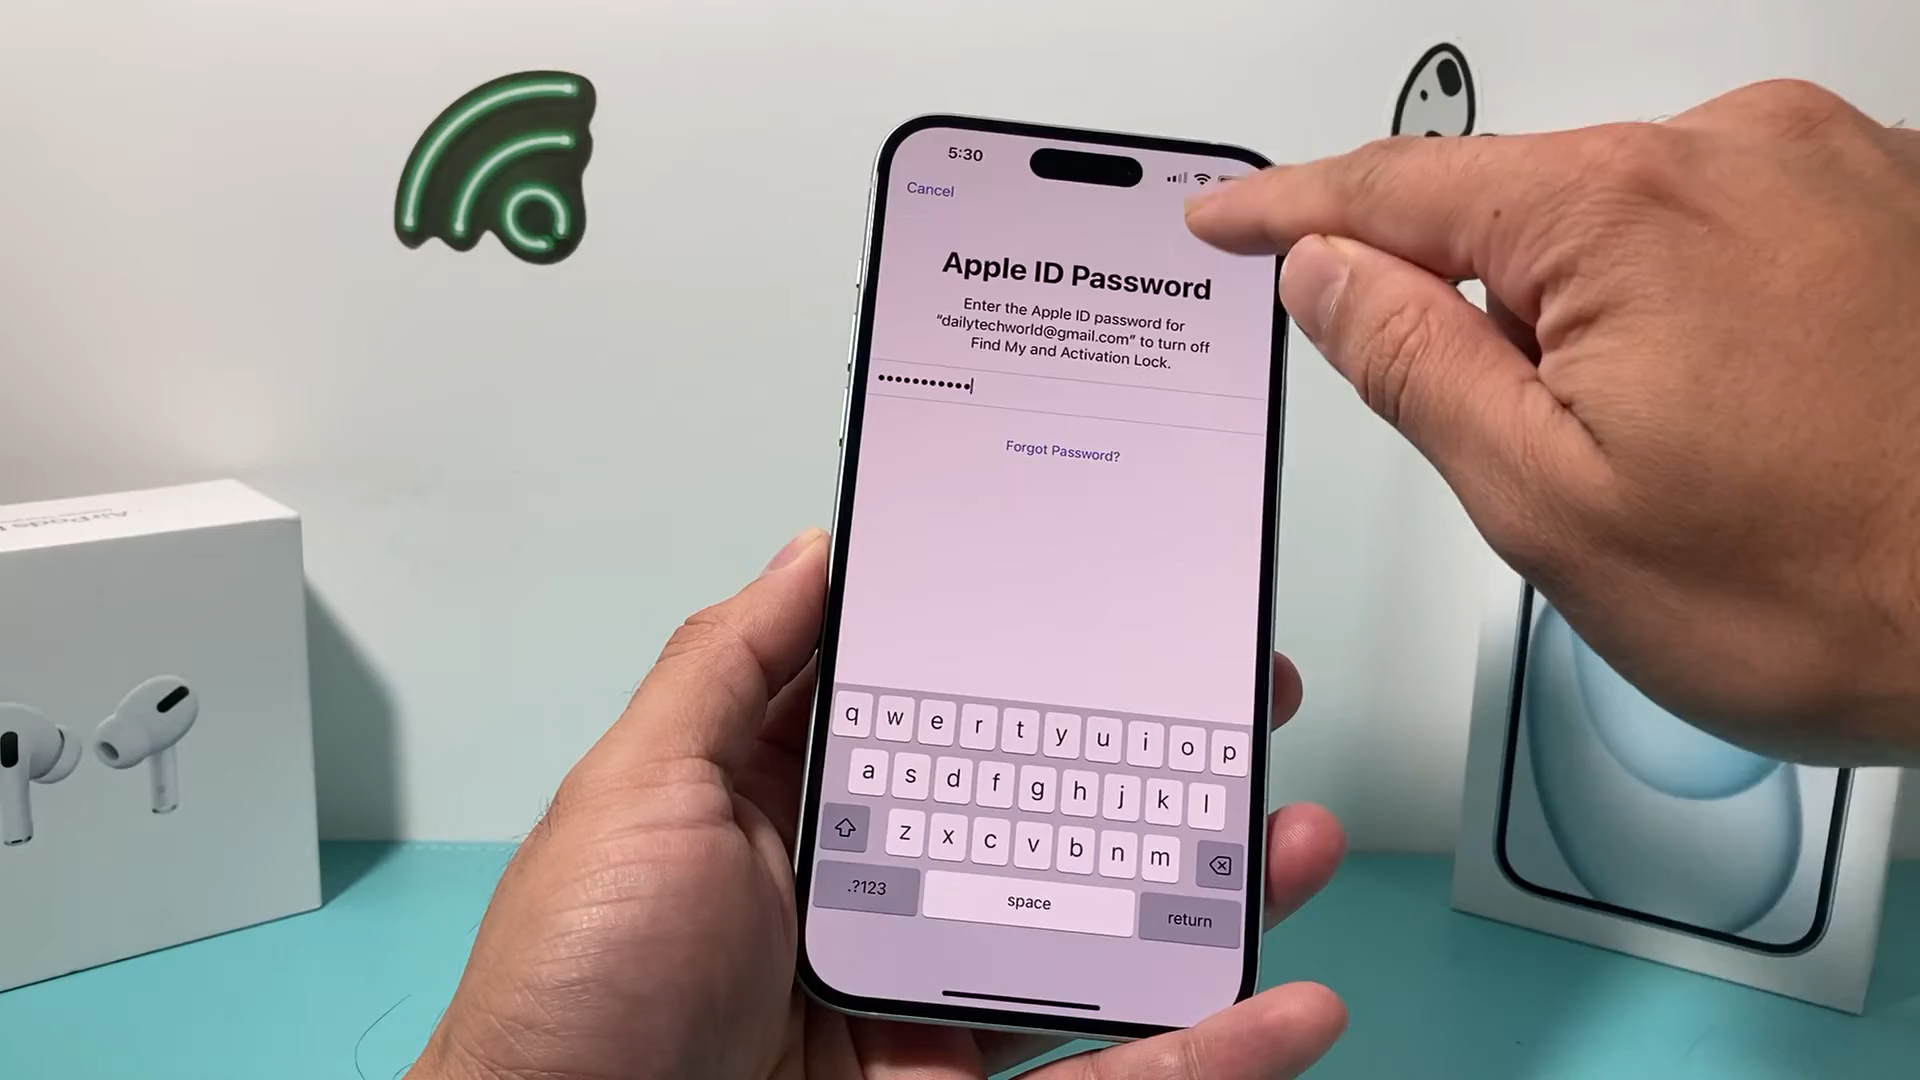 5:30
Cancel
Apple ID Password
Enter the Apple ID password for
“dailytechworld@gmail.com” to turn off
Find My and Activation Lock.
•••••••••••
Forgot Password?
q w e r t y u i o p
a s d f g h j k l
z x c v b n m
.?123 space return
AirPods